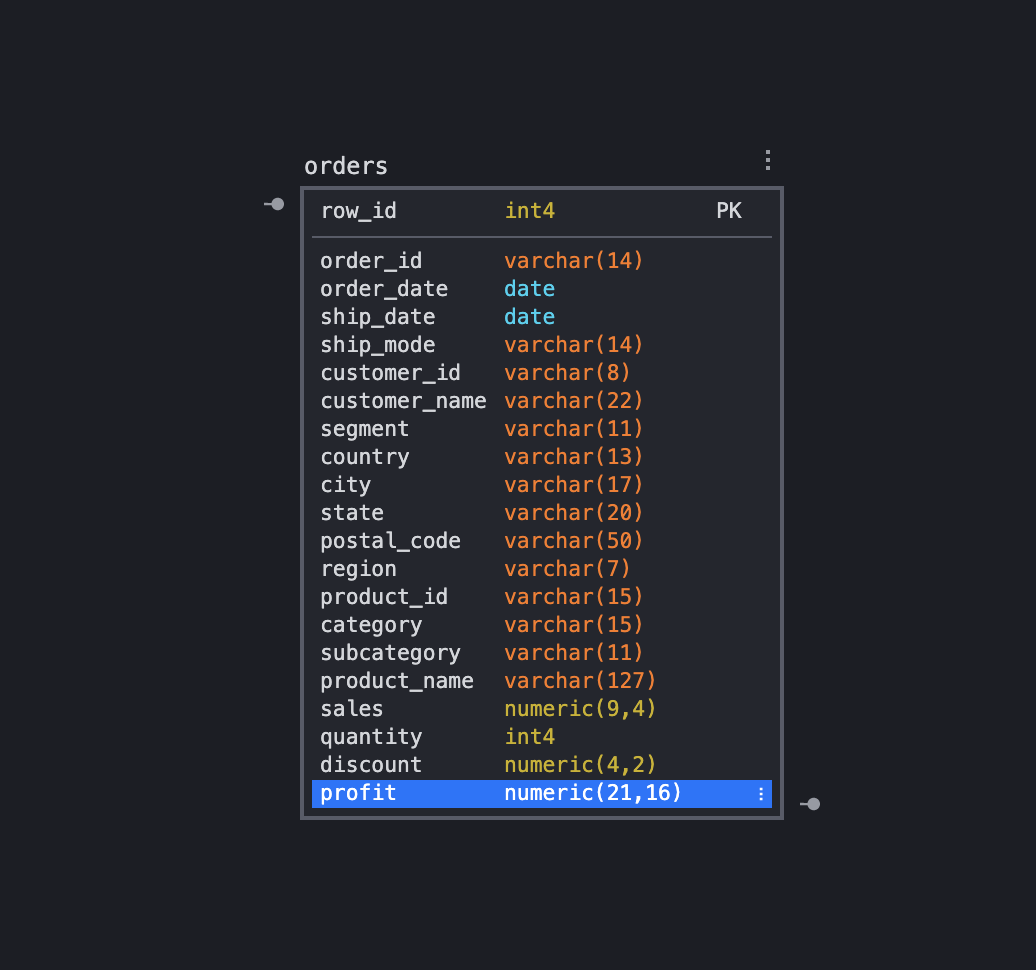 orders
row_id int4 PK
order_id varchar(14)
order_date date
ship_date date
ship_mode varchar(14)
customer_id varchar(8)
customer_name varchar(22)
segment varchar(11)
country varchar(13)
city varchar(17)
state varchar(20)
postal_code varchar(50)
region varchar(7)
product_id varchar(15)
category varchar(15)
subcategory varchar(11)
product_name varchar(127)
sales numeric(9,4)
quantity int4
discount numeric(4,2)
profit numeric(21,16)